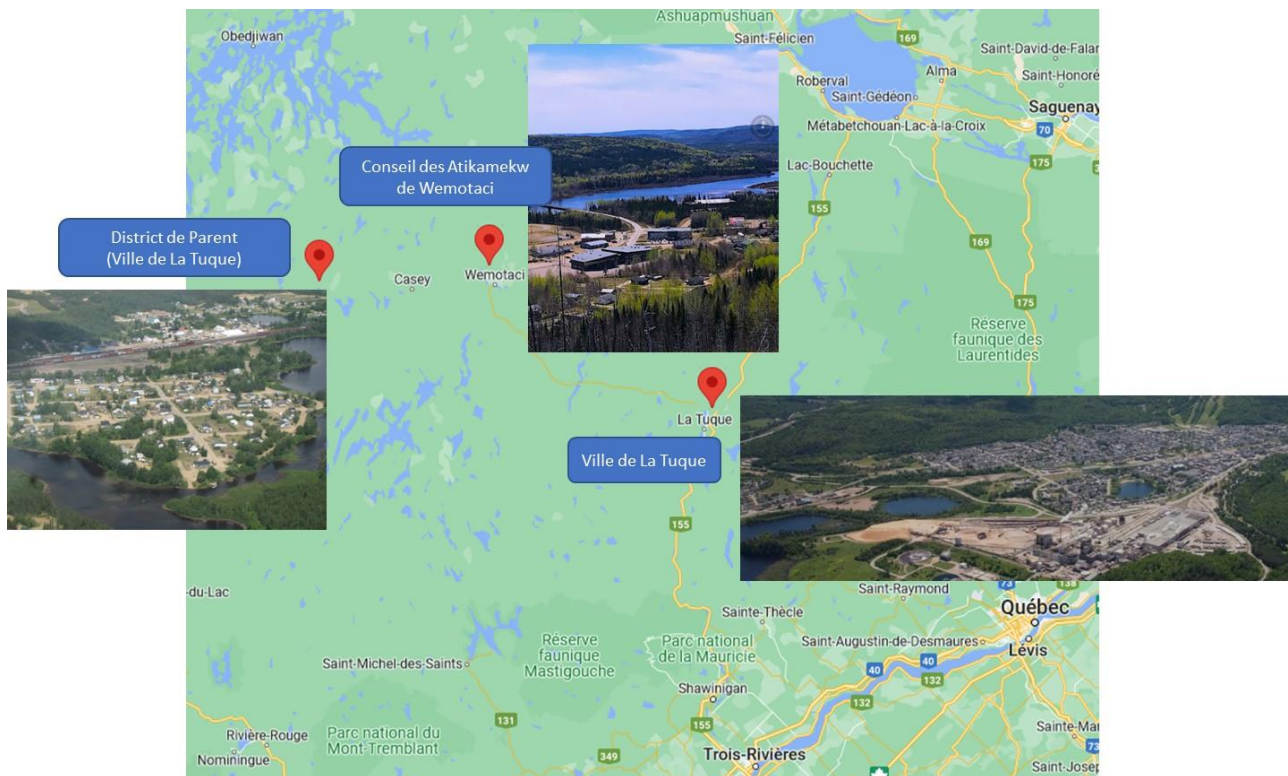 Ashuapmushuan
Obedjiwan
Saint-Félicien
169
Saint-David-de-Falar
Roberval
Alma
Saint-Honoré
Saint-Gédéon
Saguenay
Métabetchouan-Lac-à-la-Croix
70
175
Conseil des Atikamekw
de Wemotaci
Lac-Bouchette
155
District de Parent
(Ville de La Tuque)
169
Casey
Wemotaci
175
Réserve
faunique des
Laurentides
La Tuque
Ville de La Tuque
155
-du-Lac
Saint-Raymond
73
138
Sainte-Thècle
Québec
Réserve
faunique
Mastigouche
Parc national
de la Mauricie
Saint-Augustin-de-Desmaures
Lévis
Saint-Michel-des-Saints
40
40
132
Shawinigan
132
131
155
Sainte-Mar
Rivière-Rouge
Parc national du
Mont-Tremblant
Nominingue
349
Trois-Rivières
73
Saint-Josep